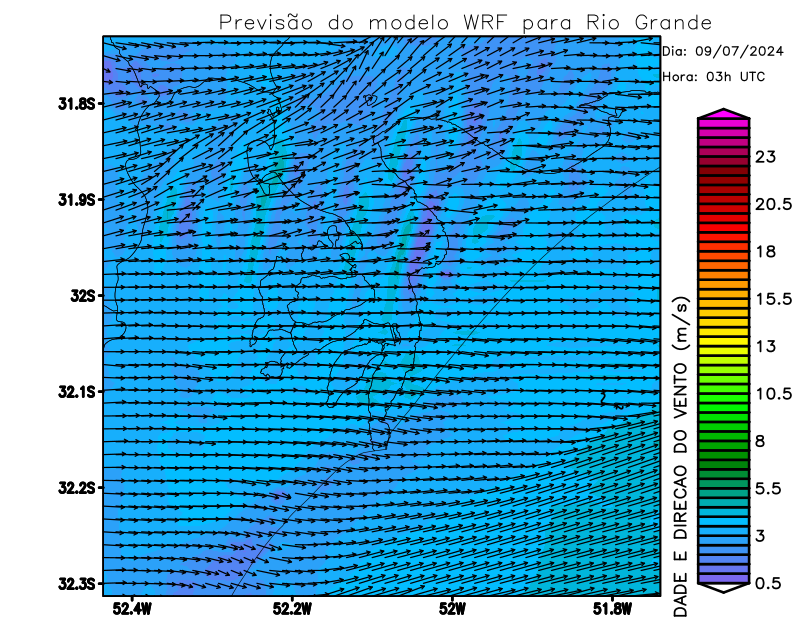 Previsão do modelo WRF para Rio Grande
Dia: 09/07/2024
Hora: 03h UTC
31.8S
31.9S
32S
32.1S
32.2S
32.3S
52.4W
52.2W
52W
51.8W
23
20.5
18
15.5
13
10.5
8
5.5
3
0.5
DADE E DIRECAO DO VENTO (m/s)